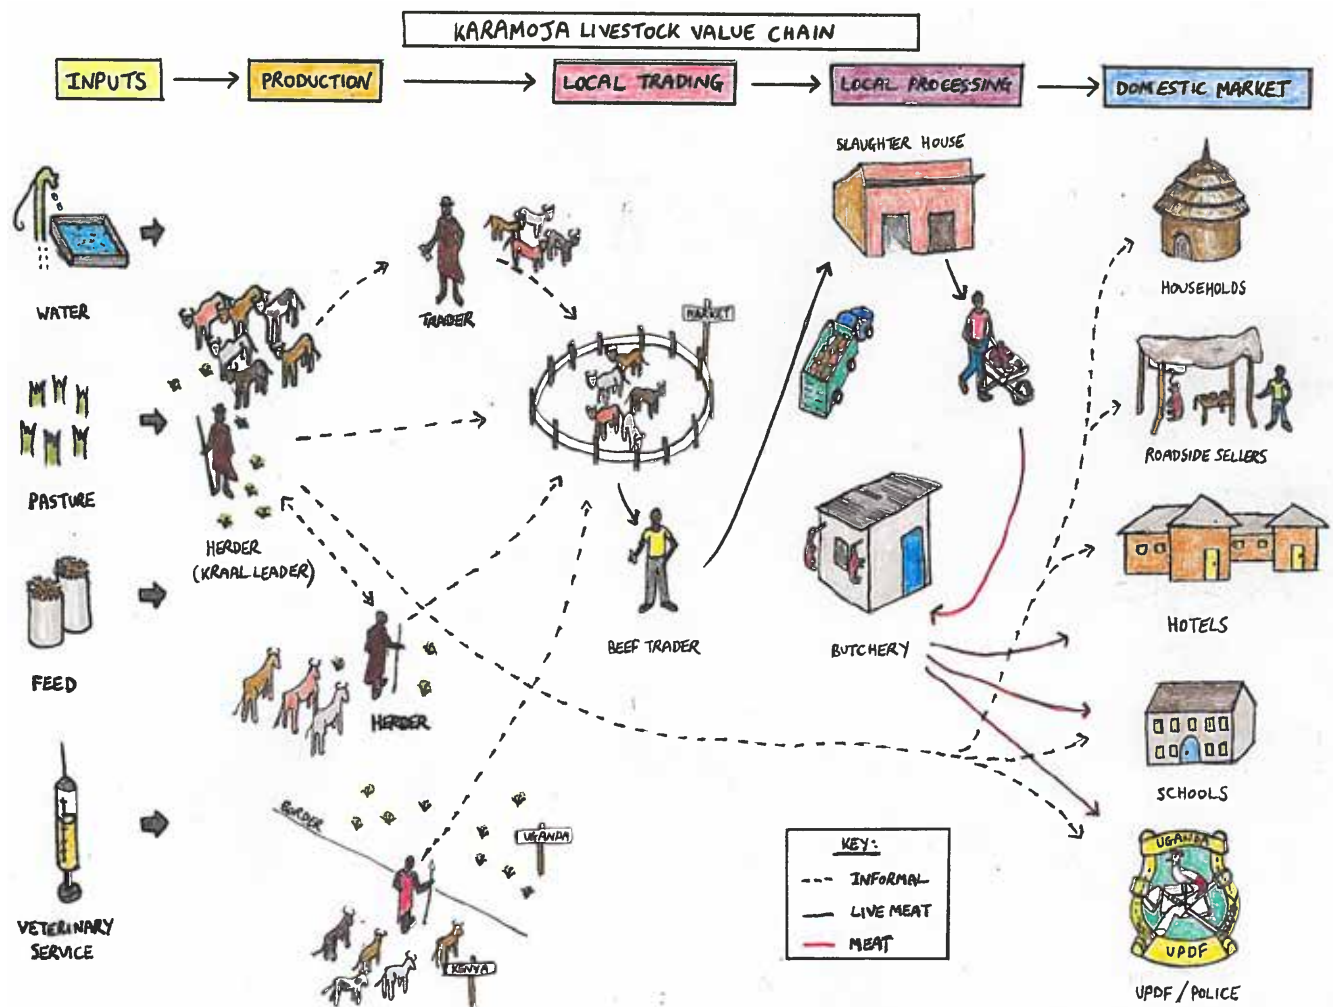 KARAMOJA LIVESTOCK VALUE CHAIN
INPUTS
PRODUCTION
LOCAL TRADING
LOCAL PROCESSING
DOMESTIC MARKET
WATER
PASTURE
FEED
VETERINARY
SERVICE
HERDER
(KRAAL LEADER)
HERDER
BORDER
UGANDA
KENYA
TRADER
MARKET
BEEF TRADER
SLAUGHTER HOUSE
BUTCHERY
HOUSEHOLDS
ROADSIDE SELLERS
HOTELS
SCHOOLS
UGANDA
UPDF
UPDF / POLICE
KEY:
INFORMAL
LIVE MEAT
MEAT